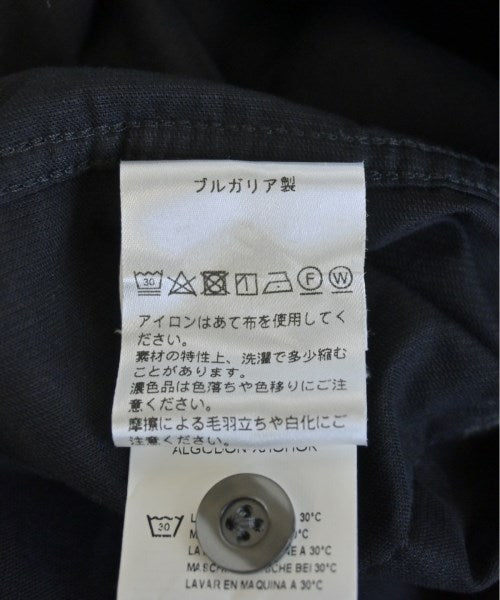 ブルガリア製
30 F W
アイロンはあて布を使用してく
ださい。
素材の特性上、洗濯で多少縮む
ことがあります。
濃色品は色落ちや色移りにご注
意ください。
摩擦による毛羽立ちや白化にご
注意ください。
ALGODON
30
30°C
30°C
A 30°C
BEI 30°C
LAVAR EN MAQUINA A 30°C